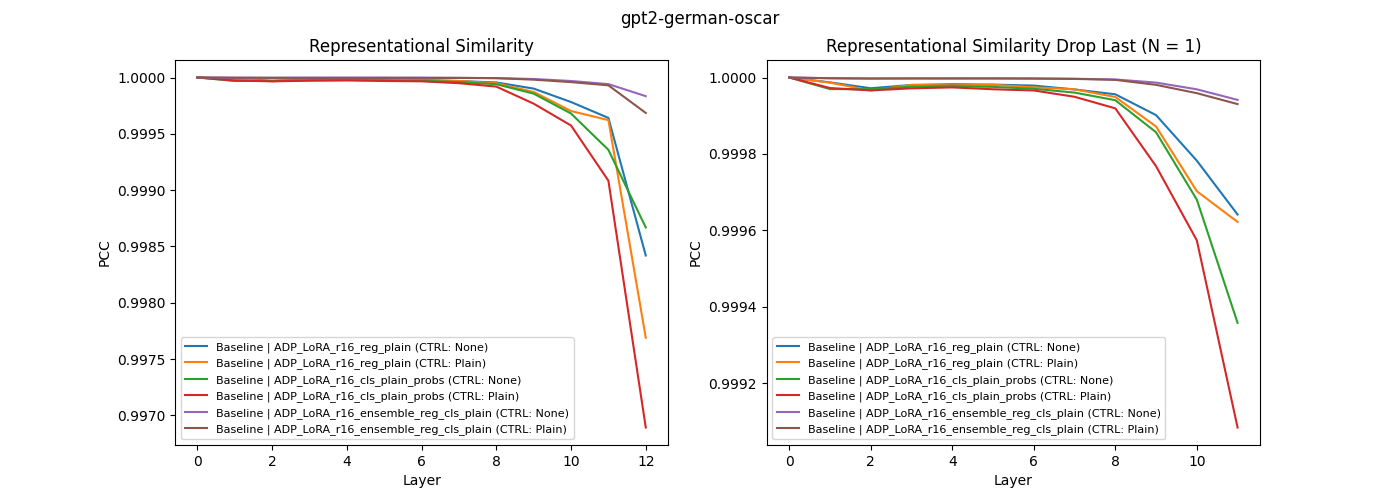 gpt2-german-oscar
Representational Similarity
1.0000
0.9995
0.9990
0.9985
0.9980
0.9975
0.9970
PCC
Baseline | ADP_LoRA_r16_reg_plain (CTRL: None)
Baseline | ADP_LoRA_r16_reg_plain (CTRL: Plain)
Baseline | ADP_LoRA_r16_cls_plain_probs (CTRL: None)
Baseline | ADP_LoRA_r16_cls_plain_probs (CTRL: Plain)
Baseline | ADP_LoRA_r16_ensemble_reg_cls_plain (CTRL: None)
Baseline | ADP_LoRA_r16_ensemble_reg_cls_plain (CTRL: Plain)
0 2 4 6 8 10 12
Layer
Representational Similarity Drop Last (N = 1)
1.0000
0.9998
0.9996
0.9994
0.9992
PCC
Baseline | ADP_LoRA_r16_reg_plain (CTRL: None)
Baseline | ADP_LoRA_r16_reg_plain (CTRL: Plain)
Baseline | ADP_LoRA_r16_cls_plain_probs (CTRL: None)
Baseline | ADP_LoRA_r16_cls_plain_probs (CTRL: Plain)
Baseline | ADP_LoRA_r16_ensemble_reg_cls_plain (CTRL: None)
Baseline | ADP_LoRA_r16_ensemble_reg_cls_plain (CTRL: Plain)
0 2 4 6 8 10
Layer